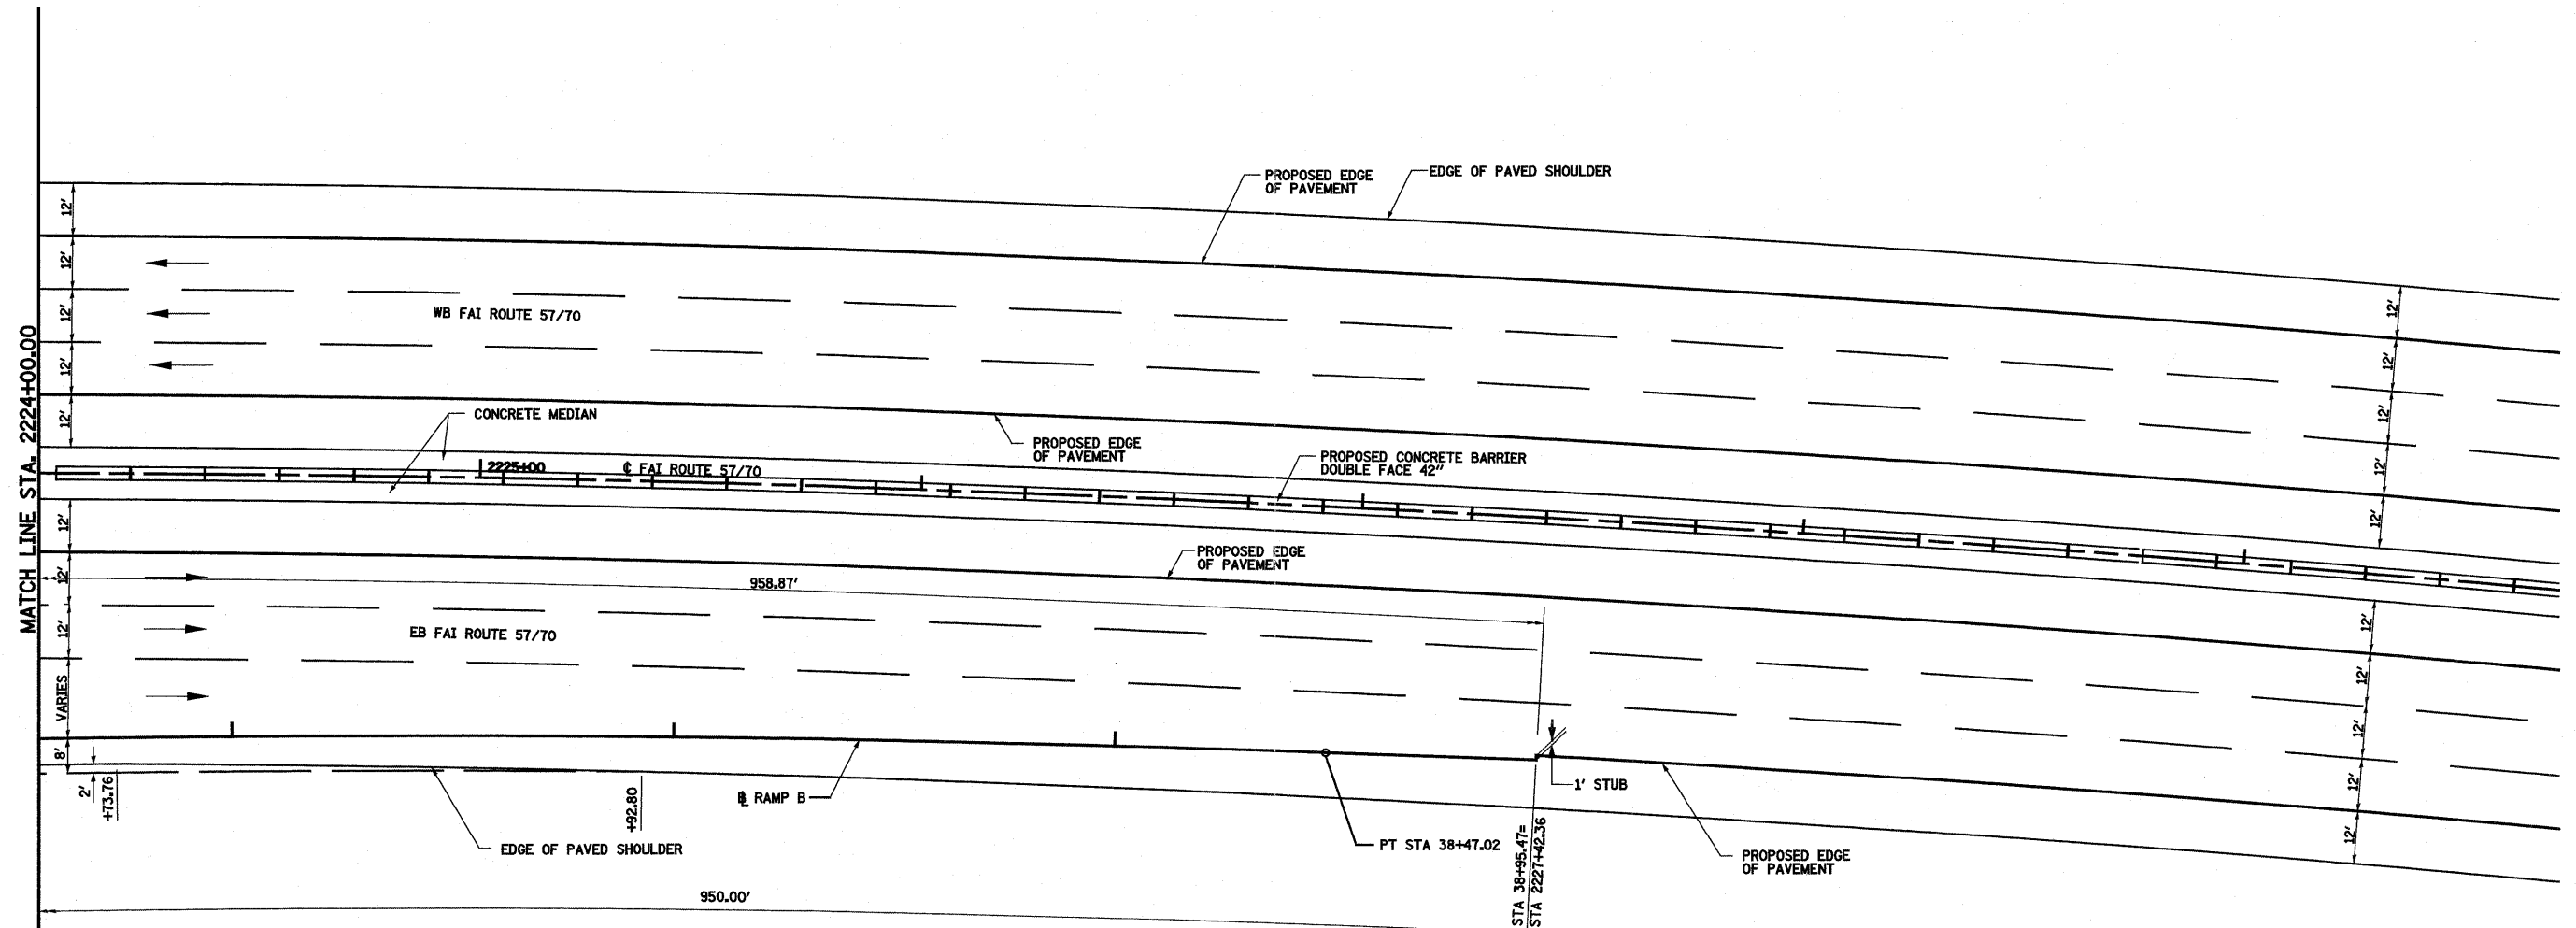 MATCH LINE STA. 2224+00.00
PROPOSED EDGE
OF PAVEMENT
EDGE OF PAVED SHOULDER
12'
12'
12'
12'
12'
WB FAI ROUTE 57/70
12'
12'
12'
12'
12'
CONCRETE MEDIAN
PROPOSED EDGE
OF PAVEMENT
2225+00
℄ FAI ROUTE 57/70
PROPOSED CONCRETE BARRIER
DOUBLE FACE 42"
12'
12'
12'
VARIES
8'
2'
PROPOSED EDGE
OF PAVEMENT
958.87'
EB FAI ROUTE 57/70
12'
12'
12'
12'
12'
+73.76
+92.80
B RAMP B
1' STUB
EDGE OF PAVED SHOULDER
PT STA 38+47.02
STA 38+95.47=
STA 2227+42.36
PROPOSED EDGE
OF PAVEMENT
950.00'